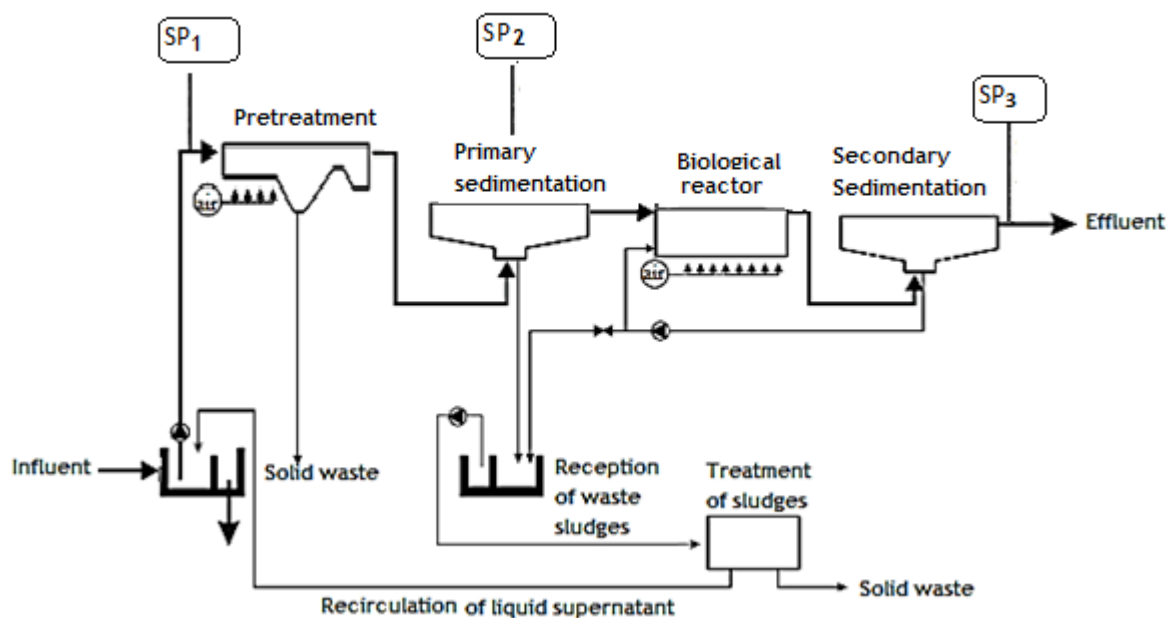 SP1
SP2
SP3
Pretreatment
Primary
sedimentation
Biological
reactor
Secondary
Sedimentation
air
air
Effluent
Influent
Solid waste
Reception
of waste
sludges
Treatment
of sludges
Solid waste
Recirculation of liquid supernatant